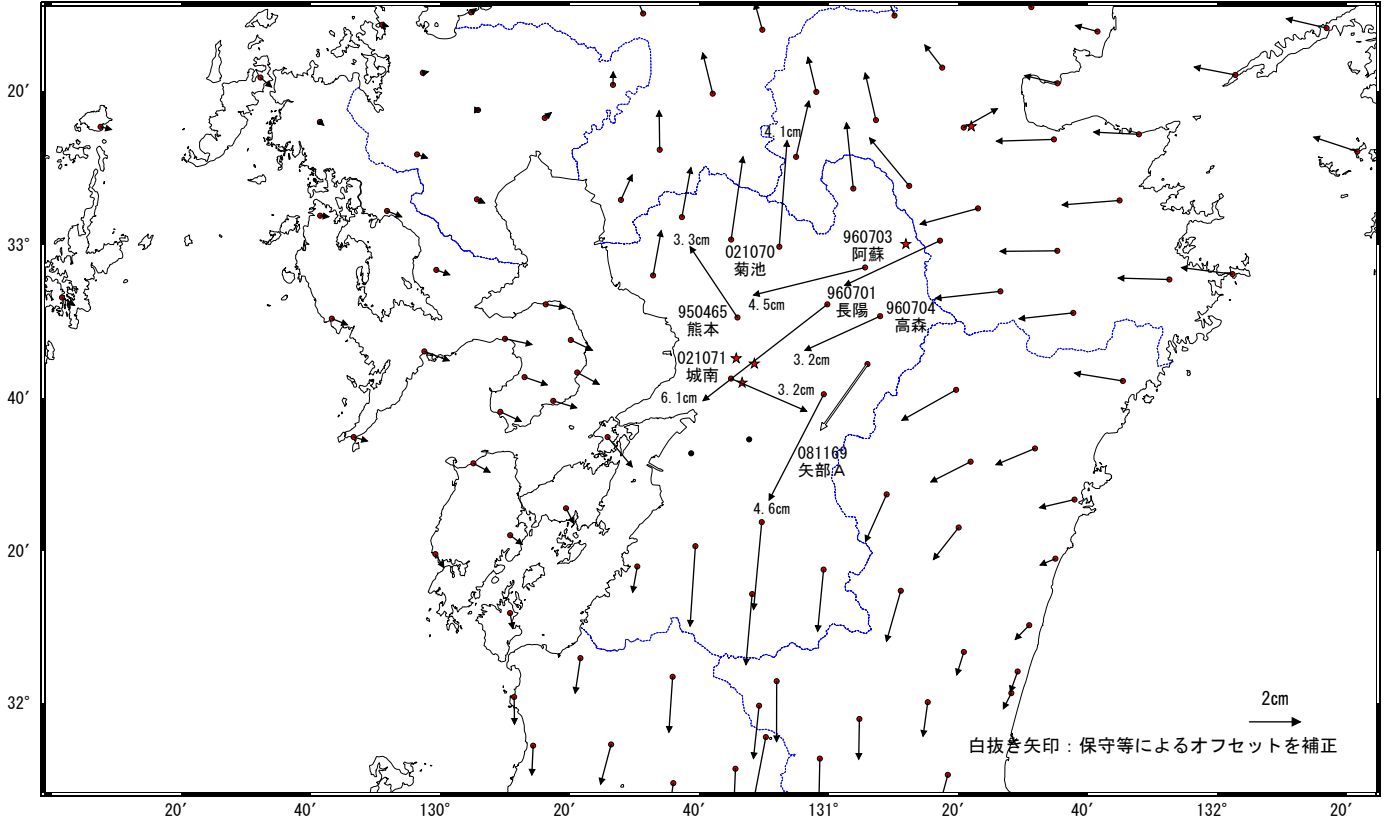 20′
33°
40′
20′
32°
20′
40′
130°
20′
40′
131°
20′
40′
132°
20′
4.1cm
3.3cm
021070
菊池
960703
阿蘇
4.5cm
960701
長陽
960704
高森
950465
熊本
3.2cm
021071
城南
6.1cm
3.2cm
081169
矢部A
4.6cm
2cm
白抜き矢印：保守等によるオフセットを補正